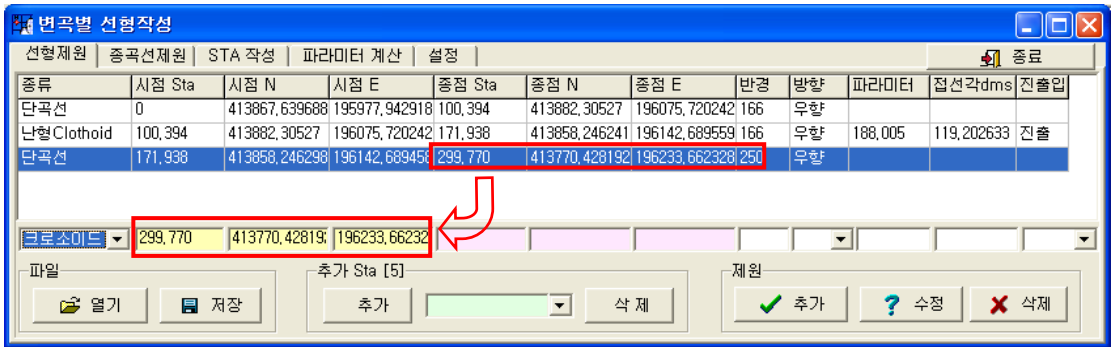 변곡별 선형작성
선형제원 종곡선제원 STA 작성 파라미터 계산 설정 종료
종류 시점 Sta 시점 N 시점 E 종점 Sta 종점 N 종점 E 반경 방향 파라미터 접선각dms 진출입
단곡선 0 413867,639688 195977,942918 100,394 413882,30527 196075,720242 166 우향
난형Clothoid 100,394 413882,30527 196075,720242 171,938 413858,246241 196142,689559 166 우향 188,005 119,202633 진출
단곡선 171,938 413858,246298 196142,689458 299,770 413770,428192 196233,662328 250 우향
크로소이드 299,770 413770,42819 196233,66232
파일 추가 Sta [5] 제원
열기 저장 추가 삭 제 추가 수정 삭제